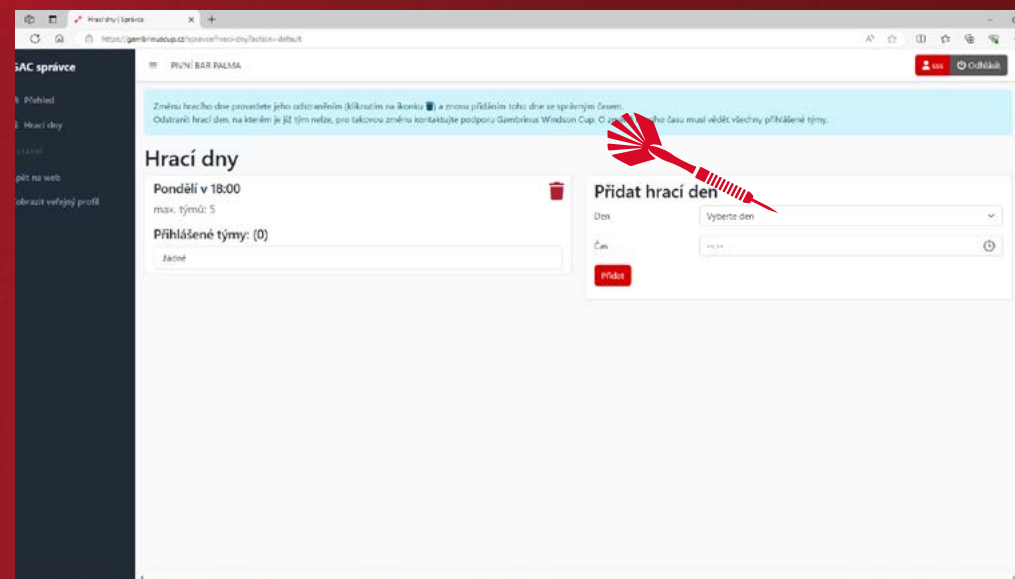 Hrací dny | Správce
https://gambrinuscup.cz/spravce/hraci-dny?action=default
GAC správce
PIVNÍ BAR PALMA
sss
Odhlásit
Přehled
Hrací dny
Zpět na web
Zobrazit veřejný profil
Změnu hracího dne provedete jeho odstraněním (kliknutím na ikonku) a znovu přidáním toho dne se správným časem.
Odstranit hrací den, na kterém je již tým nelze, pro takovou změnu kontaktujte podporu Gambrinus Windson Cup. O čase musí vědět všechny přihlášené týmy.
Hrací dny
Pondělí v 18:00
max. týmů: 5
Přihlášené týmy: (0)
žádné
Přidat hrací den
Den
Vyberte den
Čas
--:--
Přidat